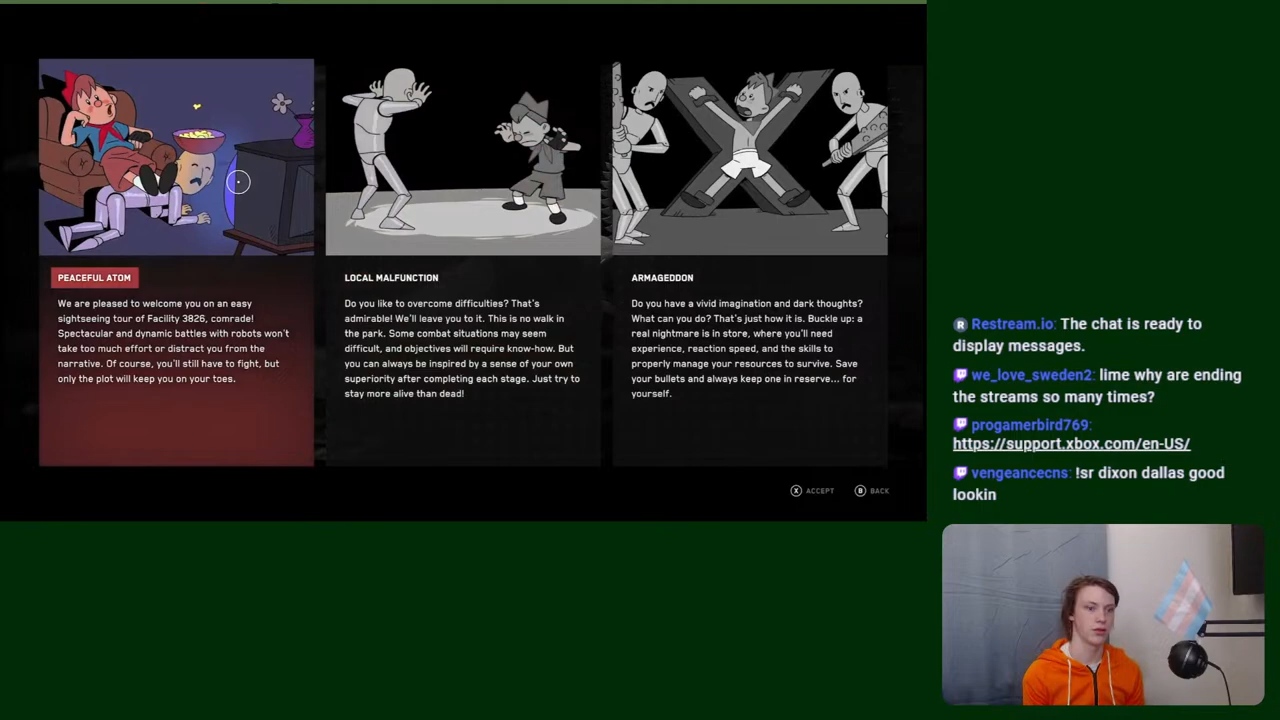 PEACEFUL ATOM
We are pleased to welcome you on an easy
sightseeing tour of Facility 3826, comrade!
Spectacular and dynamic battles with robots won't
take too much effort or distract you from the
narrative. Of course, you'll still have to fight, but
only the plot will keep you on your toes.
LOCAL MALFUNCTION
Do you like to overcome difficulties? That's
admirable! We'll leave you to it. This is no walk in
the park. Some combat situations may seem
difficult, and objectives will require know-how. But
you can always be inspired by a sense of your own
superiority after completing each stage. Just try to
stay more alive than dead!
ARMAGEDDON
Do you have a vivid imagination and dark thoughts?
What can you do? That's just how it is. Buckle up: a
real nightmare is in store, where you'll need
experience, reaction speed, and the skills to
properly manage your resources to survive. Save
your bullets and always keep one in reserve... for
yourself.
X ACCEPT
B BACK
R Restream.io: The chat is ready to
display messages.
we_love_sweden2: lime why are ending
the streams so many times?
progamerbird769:
https://support.xbox.com/en-US/
vengeancecns: !sr dixon dallas good
lookin